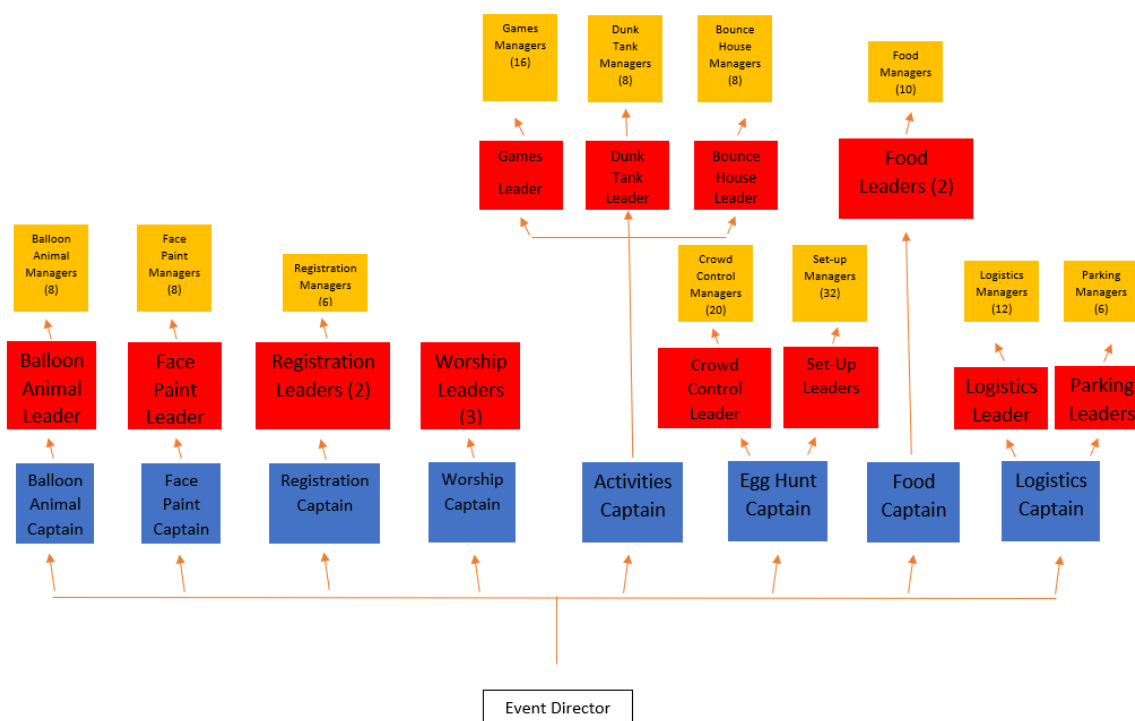 Games
Managers
(16)
Dunk
Tank
Managers
(8)
Bounce
House
Managers
(8)
Food
Managers
(10)
Games
Leader
Dunk
Tank
Leader
Bounce
House
Leader
Food
Leaders (2)
Balloon
Animal
Managers
(8)
Face
Paint
Managers
(8)
Registration
Managers
(6)
Crowd
Control
Managers
(20)
Set-up
Managers
(32)
Logistics
Managers
(12)
Parking
Managers
(6)
Balloon
Animal
Leader
Face
Paint
Leader
Registration
Leaders (2)
Worship
Leaders
(3)
Crowd
Control
Leader
Set-Up
Leaders
Logistics
Leader
Parking
Leaders
Balloon
Animal
Captain
Face
Paint
Captain
Registration
Captain
Worship
Captain
Activities
Captain
Egg Hunt
Captain
Food
Captain
Logistics
Captain
Event Director